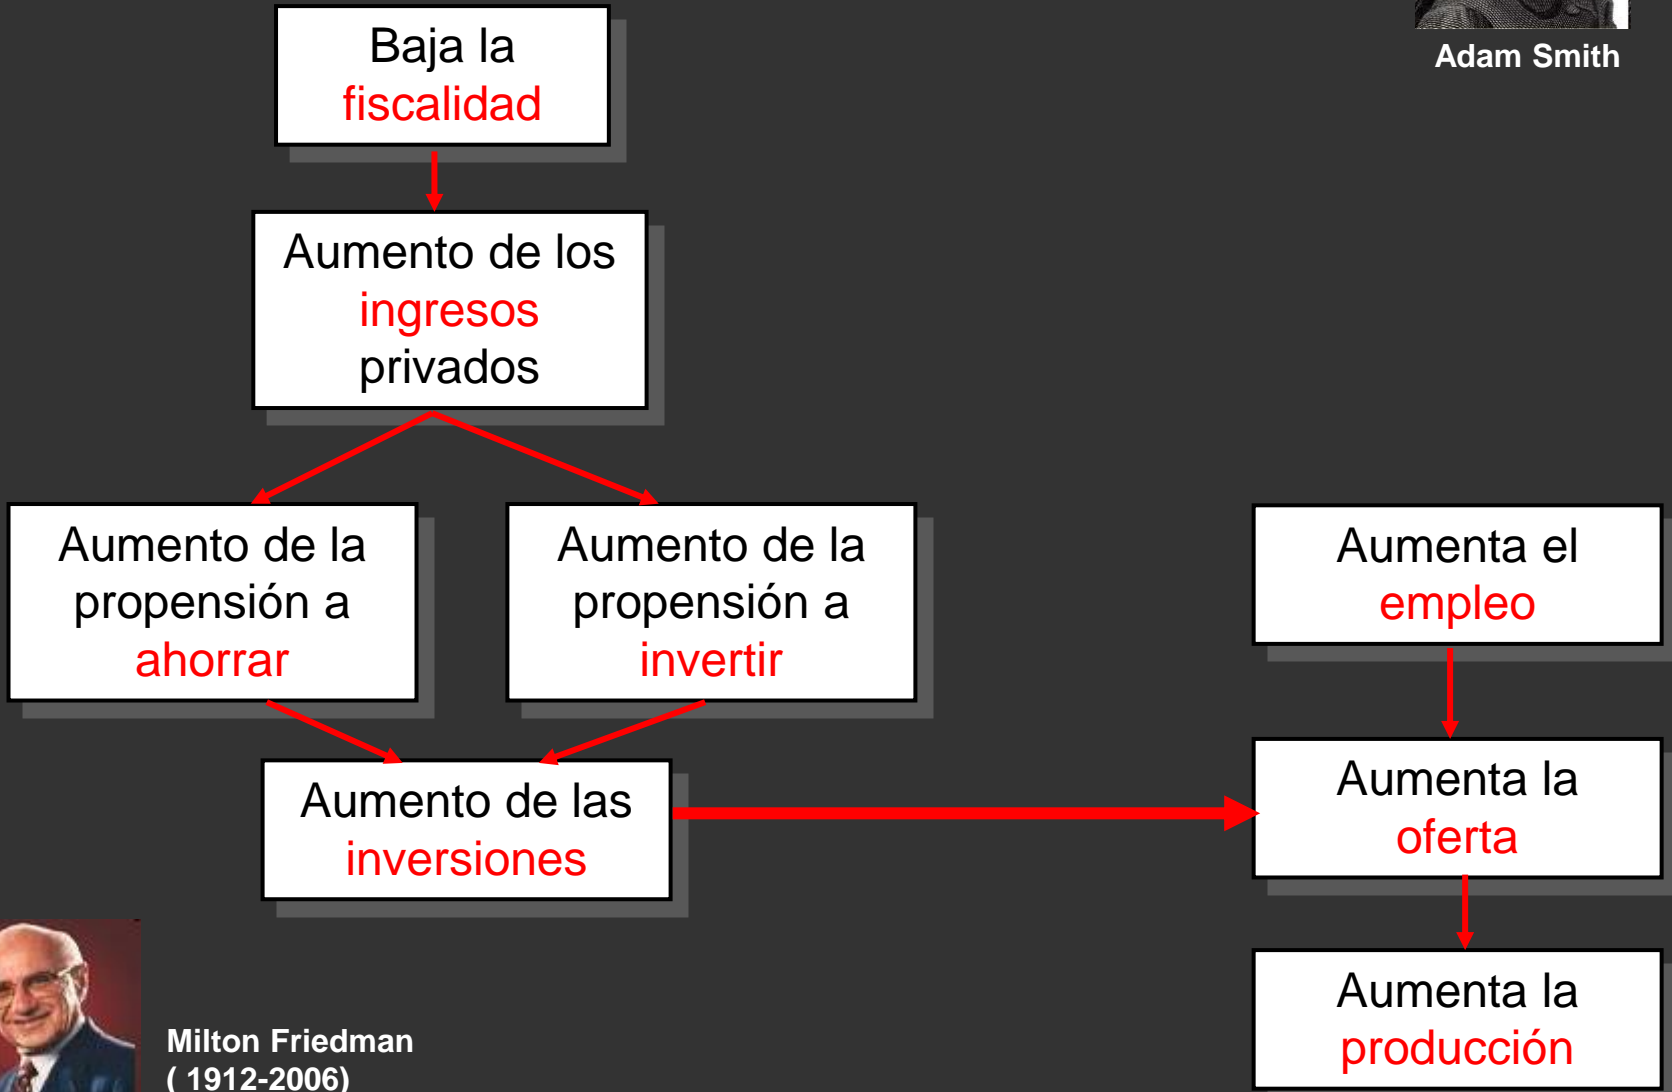 Adam Smith
Baja la
fiscalidad
Aumento de los
ingresos
privados
Aumento de la
propensión a
ahorrar
Aumento de la
propensión a
invertir
Aumento de las
inversiones
Aumenta el
empleo
Aumenta la
oferta
Aumenta la
producción
Milton Friedman
( 1912-2006)